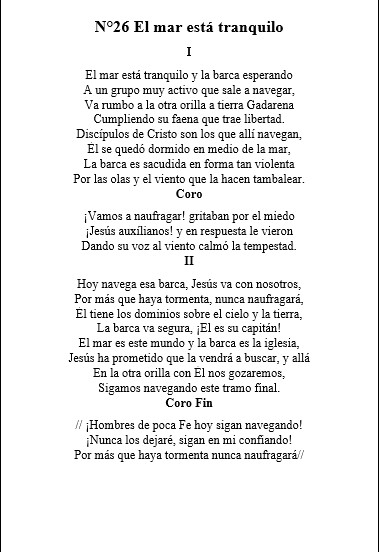 N°26 El mar está tranquilo
I
El mar está tranquilo y la barca esperando
A un grupo muy activo que sale a navegar,
Va rumbo a la otra orilla a tierra Gadarena
Cumpliendo su faena que trae libertad.
Discípulos de Cristo son los que allí navegan,
Él se quedó dormido en medio de la mar,
La barca es sacudida en forma tan violenta
Por las olas y el viento que la hacen tambalear.
Coro
¡Vamos a naufragar! gritaban por el miedo
¡Jesús auxílianos! y en respuesta le vieron
Dando su voz al viento calmó la tempestad.
II
Hoy navega esa barca, Jesús va con nosotros,
Por más que haya tormenta, nunca naufragará,
Él tiene los dominios sobre el cielo y la tierra,
La barca va segura, ¡El es su capitán!
El mar es este mundo y la barca es la iglesia,
Jesús ha prometido que la vendrá a buscar, y allá
En la otra orilla con Él nos gozaremos,
Sigamos navegando este tramo final.
Coro Fin
// ¡Hombres de poca Fe hoy sigan navegando!
¡Nunca los dejaré, sigan en mi confiando!
Por más que haya tormenta nunca naufragará//